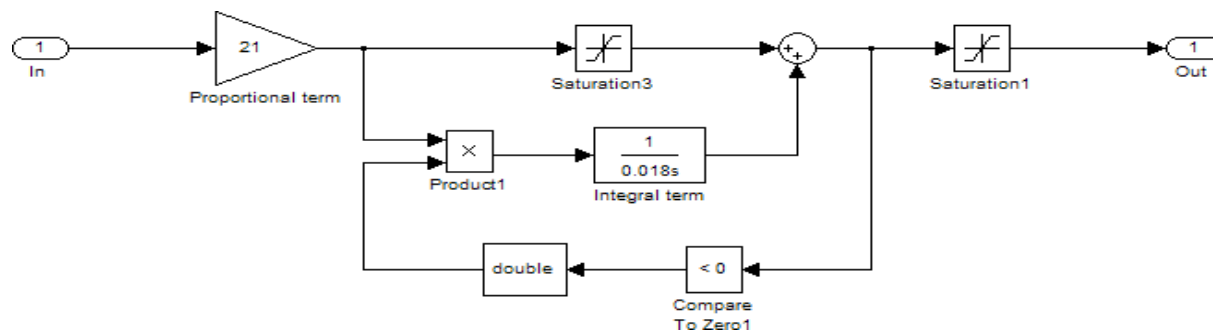 1
In
21
Proportional term
Saturation3
+
+
Saturation1
1
Out
×
Product1
1
0.018s
Integral term
double
< 0
Compare
To Zero1